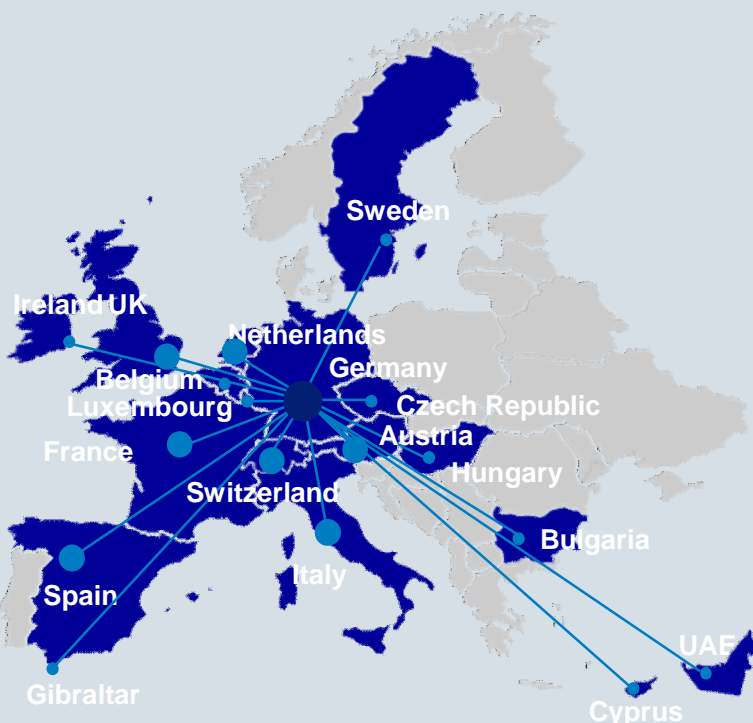 Sweden
Ireland UK
Netherlands
Germany
Belgium
Luxembourg
Czech Republic
Austria
France
Hungary
Switzerland
Bulgaria
Italy
Spain
UAE
Gibraltar
Cyprus